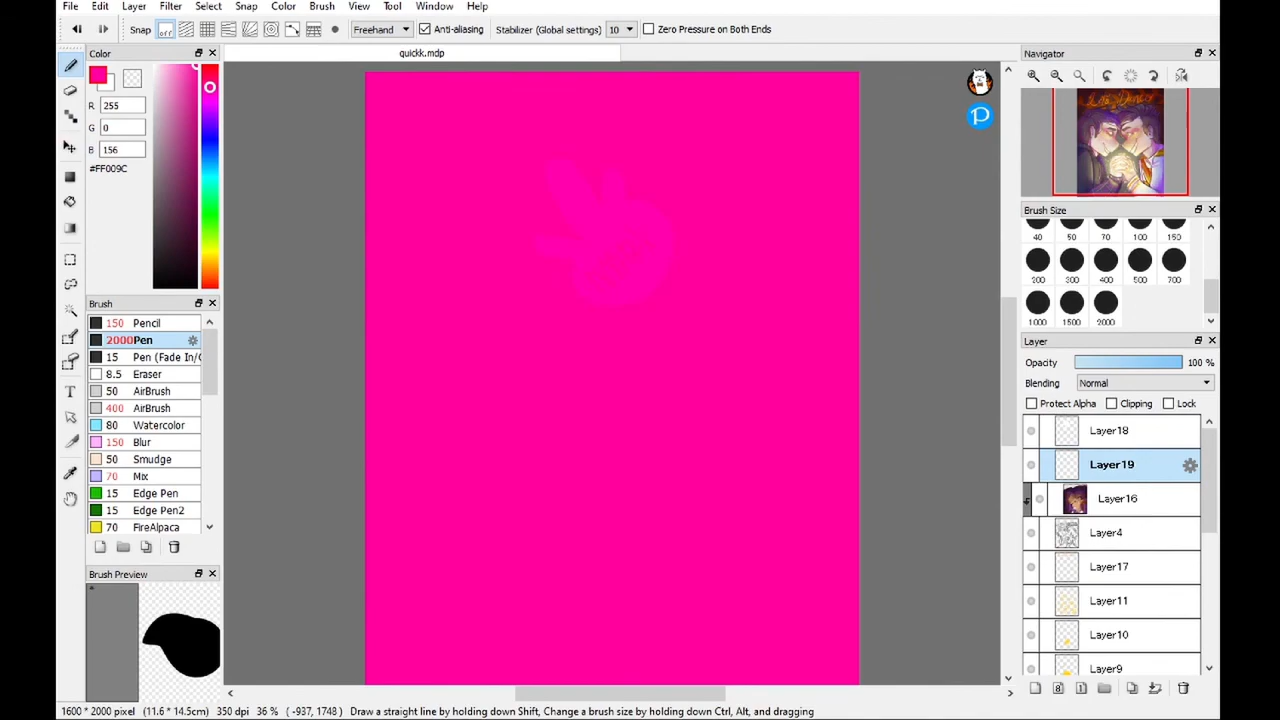 File Edit Layer Filter Select Snap Color Brush View Tool Window Help
Snap off Freehand Anti-aliasing Stabilizer (Global settings) 10 Zero Pressure on Both Ends
Color
quickk.mdp
Navigator
R 255
G 0
B 156
#FF009C
Brush Size
40 50 70 100 150
200 300 400 500 700
1000 1500 2000
Brush
150 Pencil
2000 Pen
15 Pen (Fade In/
8.5 Eraser
50 AirBrush
400 AirBrush
80 Watercolor
150 Blur
50 Smudge
70 Mix
15 Edge Pen
15 Edge Pen2
70 FireAlpaca
Brush Preview
Layer
Opacity 100 %
Blending Normal
Protect Alpha Clipping Lock
Layer18
Layer19
Layer16
Layer4
Layer17
Layer11
Layer10
Layer9
8 1
1600 * 2000 pixel (11.6 * 14.5cm) 350 dpi 36 % (-937, 1748) Draw a straight line by holding down Shift, Change a brush size by holding down Ctrl, Alt, and dragging